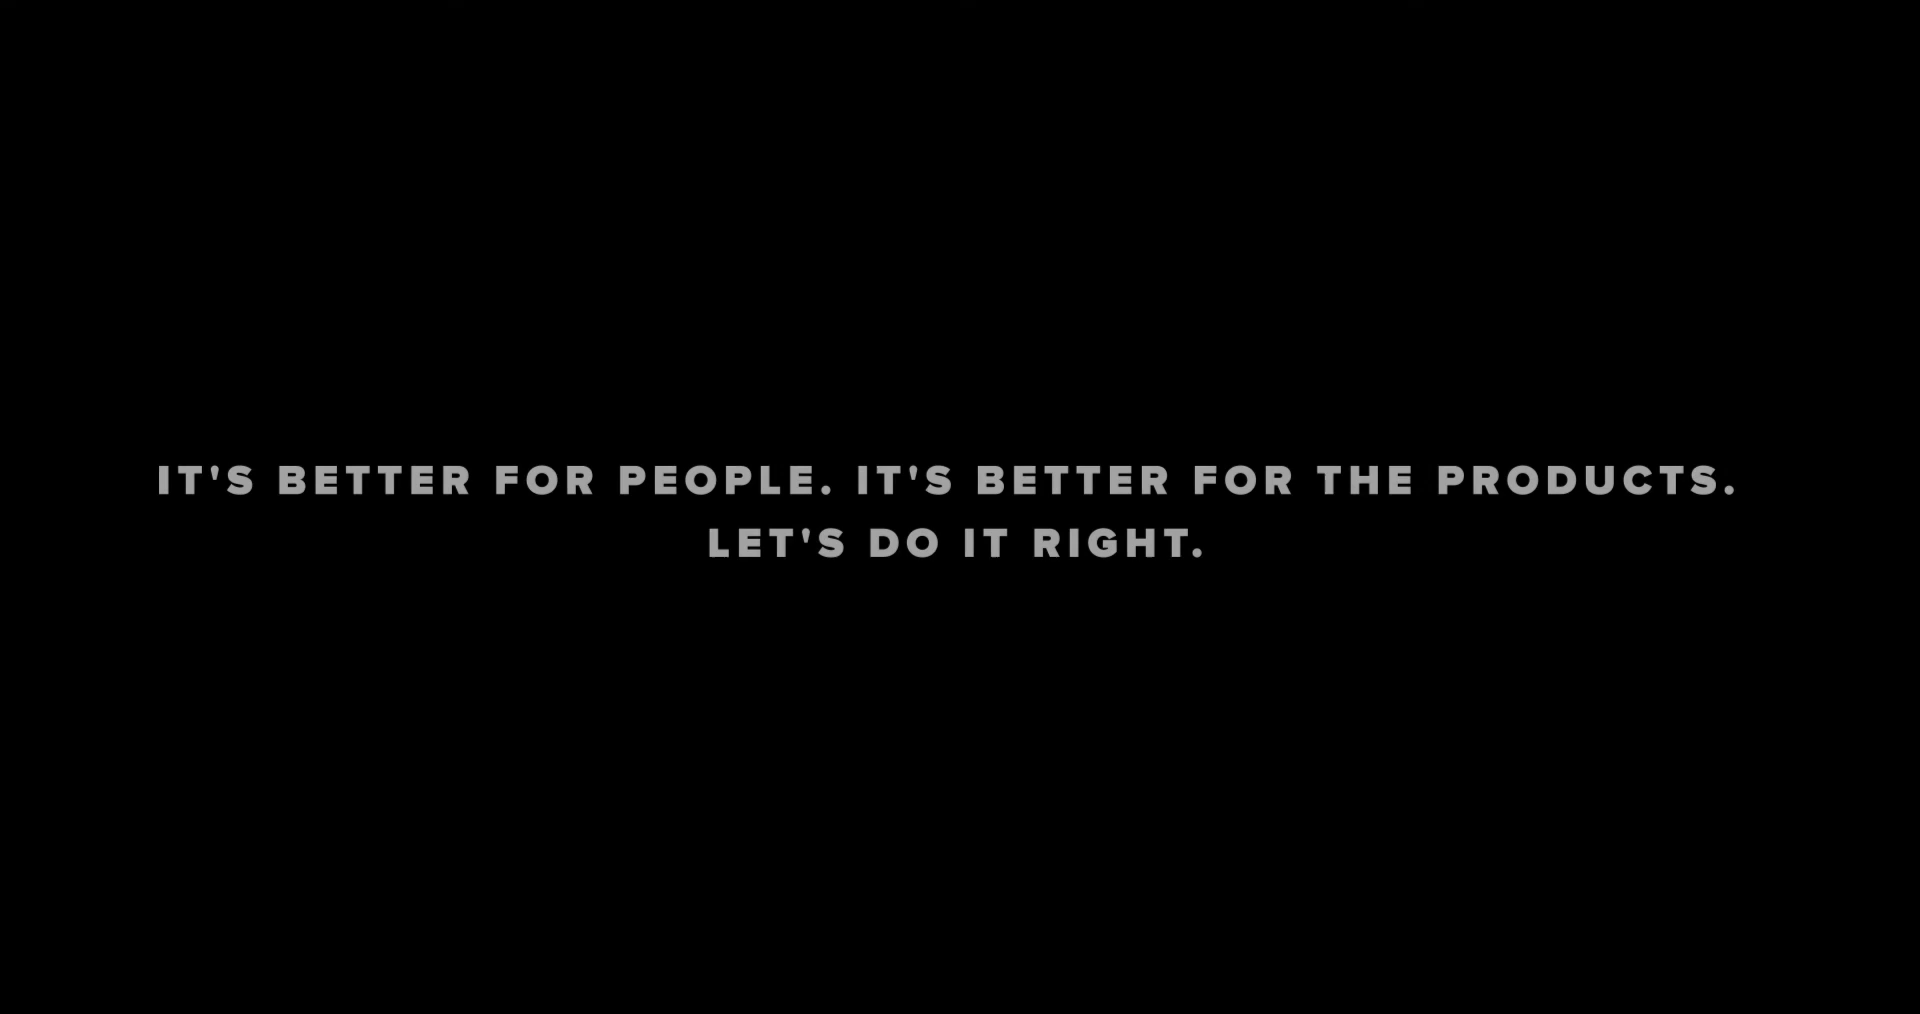 IT'S BETTER FOR PEOPLE. IT'S BETTER FOR THE PRODUCTS.
LET'S DO IT RIGHT.